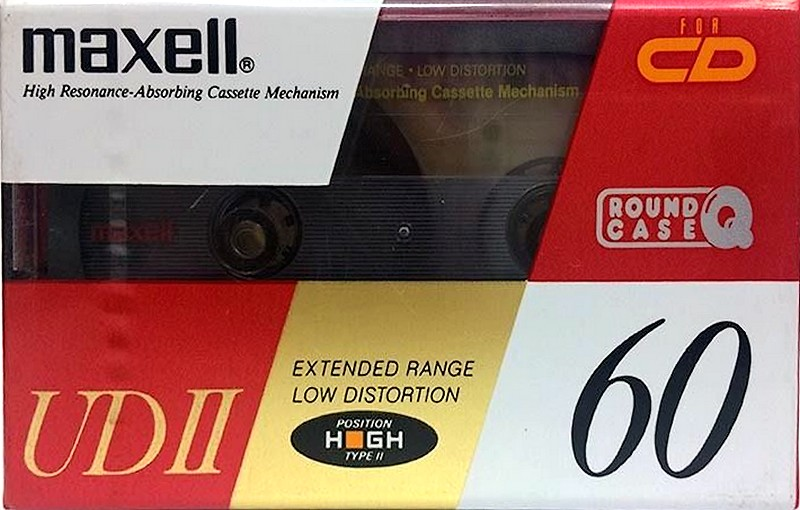 maxell®
High Resonance-Absorbing Cassette Mechanism
ANGE • LOW DISTORTION
Absorbing Cassette Mechanism
FOR
CD
maxell
ROUND
CASE
UDII
EXTENDED RANGE
LOW DISTORTION
POSITION
HIGH
TYPE II
60